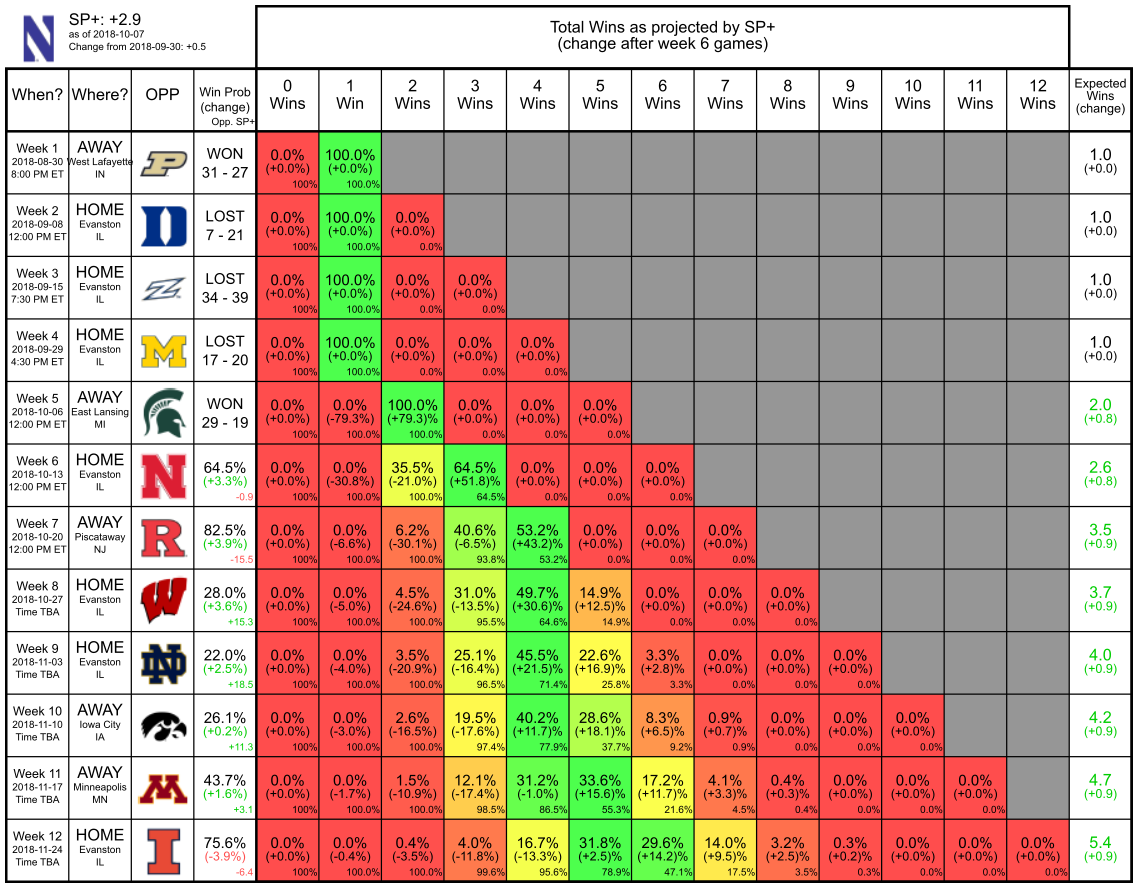 N
SP+: +2.9
as of 2018-10-07
Change from 2018-09-30: +0.5
Total Wins as projected by SP+
(change after week 6 games)
When? Where? OPP Win Prob 0 1 2 3 4 5 6 7 8 9 10 11 12 Expected
(change) Wins Win Wins Wins Wins Wins Wins Wins Wins Wins Wins Wins Wins Wins
Opp. SP+ (change)
Week 1 AWAY P WON 0.0% 100.0% 1.0
2018-08-30 West Lafayette 31 - 27 (+0.0%) (+0.0%) (+0.0)
8:00 PM ET IN 100% 100.0%
Week 2 HOME D LOST 0.0% 100.0% 0.0% 1.0
2018-09-08 Evanston 7 - 21 (+0.0%) (+0.0%) (+0.0%) (+0.0)
12:00 PM ET IL 100% 100.0% 0.0%
Week 3 HOME Z LOST 0.0% 100.0% 0.0% 0.0% 1.0
2018-09-15 Evanston 34 - 39 (+0.0%) (+0.0%) (+0.0%) (+0.0%) (+0.0)
7:30 PM ET IL 100% 100.0% 0.0% 0.0%
Week 4 HOME M LOST 0.0% 100.0% 0.0% 0.0% 0.0% 1.0
2018-09-29 Evanston 17 - 20 (+0.0%) (+0.0%) (+0.0%) (+0.0%) (+0.0%) (+0.0)
4:30 PM ET IL 100% 100.0% 0.0% 0.0% 0.0%
Week 5 AWAY WON 0.0% 0.0% 100.0% 0.0% 0.0% 0.0% 2.0
2018-10-06 East Lansing 29 - 19 (+0.0%) (-79.3%) (+79.3)% (+0.0%) (+0.0%) (+0.0%) (+0.8)
12:00 PM ET MI 100% 100.0% 100.0% 0.0% 0.0% 0.0%
Week 6 HOME N 64.5% 0.0% 0.0% 35.5% 64.5% 0.0% 0.0% 0.0% 2.6
2018-10-13 Evanston (+3.3%) (+0.0%) (-30.8%) (-21.0%) (+51.8)% (+0.0%) (+0.0%) (+0.0%) (+0.8)
12:00 PM ET IL -0.9 100% 100.0% 100.0% 64.5% 0.0% 0.0% 0.0%
Week 7 AWAY R 82.5% 0.0% 0.0% 6.2% 40.6% 53.2% 0.0% 0.0% 0.0% 3.5
2018-10-20 Piscataway (+3.9%) (+0.0%) (-6.6%) (-30.1%) (-6.5%) (+43.2)% (+0.0%) (+0.0%) (+0.0%) (+0.9)
12:00 PM ET NJ -15.5 100% 100.0% 100.0% 93.8% 53.2% 0.0% 0.0% 0.0%
Week 8 HOME W 28.0% 0.0% 0.0% 4.5% 31.0% 49.7% 14.9% 0.0% 0.0% 0.0% 3.7
2018-10-27 Evanston (+3.6%) (+0.0%) (-5.0%) (-24.6%) (-13.5%) (+30.6)% (+12.5)% (+0.0%) (+0.0%) (+0.0%) (+0.9)
Time TBA IL +15.3 100% 100.0% 100.0% 95.5% 64.6% 14.9% 0.0% 0.0% 0.0%
Week 9 HOME ND 22.0% 0.0% 0.0% 3.5% 25.1% 45.5% 22.6% 3.3% 0.0% 0.0% 0.0% 4.0
2018-11-03 Evanston (+2.5%) (+0.0%) (-4.0%) (-20.9%) (-16.4%) (+21.5)% (+16.9)% (+2.8)% (+0.0%) (+0.0%) (+0.0%) (+0.9)
Time TBA IL +18.5 100% 100.0% 100.0% 96.5% 71.4% 25.8% 3.3% 0.0% 0.0% 0.0%
Week 10 AWAY 26.1% 0.0% 0.0% 2.6% 19.5% 40.2% 28.6% 8.3% 0.9% 0.0% 0.0% 0.0% 4.2
2018-11-10 Iowa City (+0.2%) (+0.0%) (-3.0%) (-16.5%) (-17.6%) (+11.7)% (+18.1)% (+6.5)% (+0.7)% (+0.0%) (+0.0%) (+0.0%) (+0.9)
Time TBA IA +11.3 100% 100.0% 100.0% 97.4% 77.9% 37.7% 9.2% 0.9% 0.0% 0.0% 0.0%
Week 11 AWAY M 43.7% 0.0% 0.0% 1.5% 12.1% 31.2% 33.6% 17.2% 4.1% 0.4% 0.0% 0.0% 0.0% 4.7
2018-11-17 Minneapolis (+1.6%) (+0.0%) (-1.7%) (-10.9%) (-17.4%) (-1.0%) (+15.6)% (+11.7)% (+3.3)% (+0.3)% (+0.0%) (+0.0%) (+0.0%) (+0.9)
Time TBA MN +3.1 100% 100.0% 100.0% 98.5% 86.5% 55.3% 21.6% 4.5% 0.4% 0.0% 0.0% 0.0%
Week 12 HOME I 75.6% 0.0% 0.0% 0.4% 4.0% 16.7% 31.8% 29.6% 14.0% 3.2% 0.3% 0.0% 0.0% 0.0% 5.4
2018-11-24 Evanston (-3.9%) (+0.0%) (-0.4%) (-3.5%) (-11.8%) (-13.3%) (+2.5)% (+14.2)% (+9.5)% (+2.5)% (+0.2)% (+0.0%) (+0.0%) (+0.0%) (+0.9)
Time TBA IL -6.4 100% 100.0% 100.0% 99.6% 95.6% 78.9% 47.1% 17.5% 3.5% 0.3% 0.0% 0.0% 0.0%